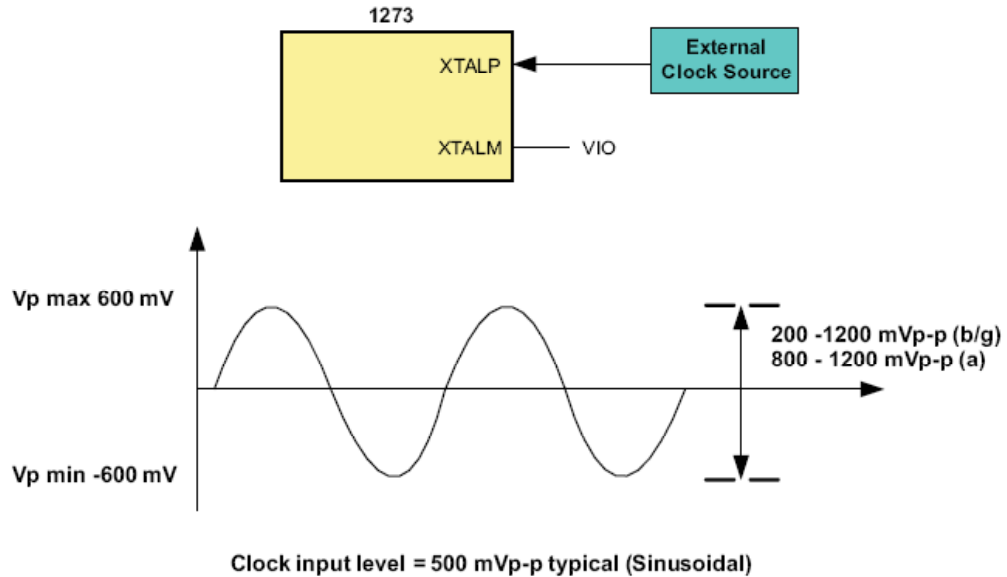 1273
XTALP
External
Clock Source
XTALM
VIO
Vp max 600 mV
200 -1200 mVp-p (b/g)
800 - 1200 mVp-p (a)
Vp min -600 mV
Clock input level = 500 mVp-p typical (Sinusoidal)